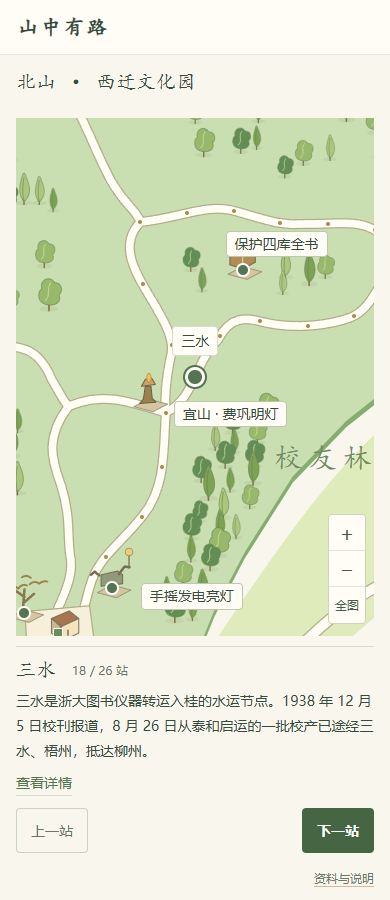 山中有路
北山 • 西迁文化园
保护四库全书
三水
宜山 · 费巩明灯
校友林
+
−
全图
手摇发电亮灯
三水 18 / 26 站
三水是浙大图书仪器转运入桂的水运节点。1938 年 12 月
5 日校刊报道，8 月 26 日从泰和启运的一批校产已途经三
水、梧州，抵达柳州。
查看详情
上一站 下一站
资料与说明